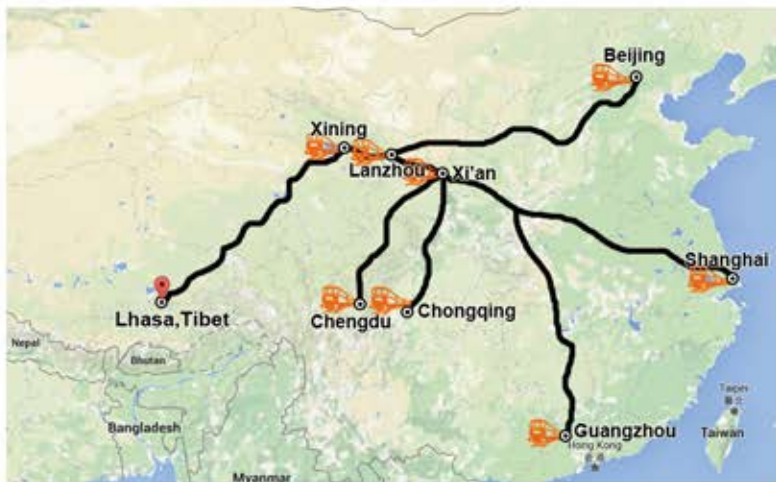 Beijing
Xining
Lanzhou
Xi'an
Shanghai
Lhasa,Tibet
Chengdu
Chongqing
Nepal
Bhutan
Taipei
Guangzhou
Taiwan
Bangladesh
Hong Kong
Myanmar